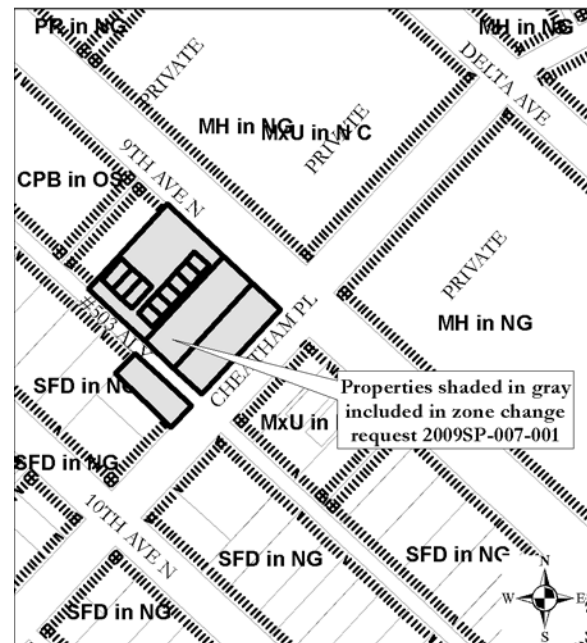 PR in NG
MH in NG
PRIVATE
DELTA AVE
MH in NG
MxU in N C
PRIVATE
9TH AVE N
CPB in OS
PRIVATE
#503 ALY
CHEATHAM PL
MH in NG
SFD in NG
Properties shaded in gray
included in zone change
request 2009SP-007-001
MxU in
SFD in NG
10TH AVE N
SFD in NG
SFD in NG
SFD in NG
N
W
E
S